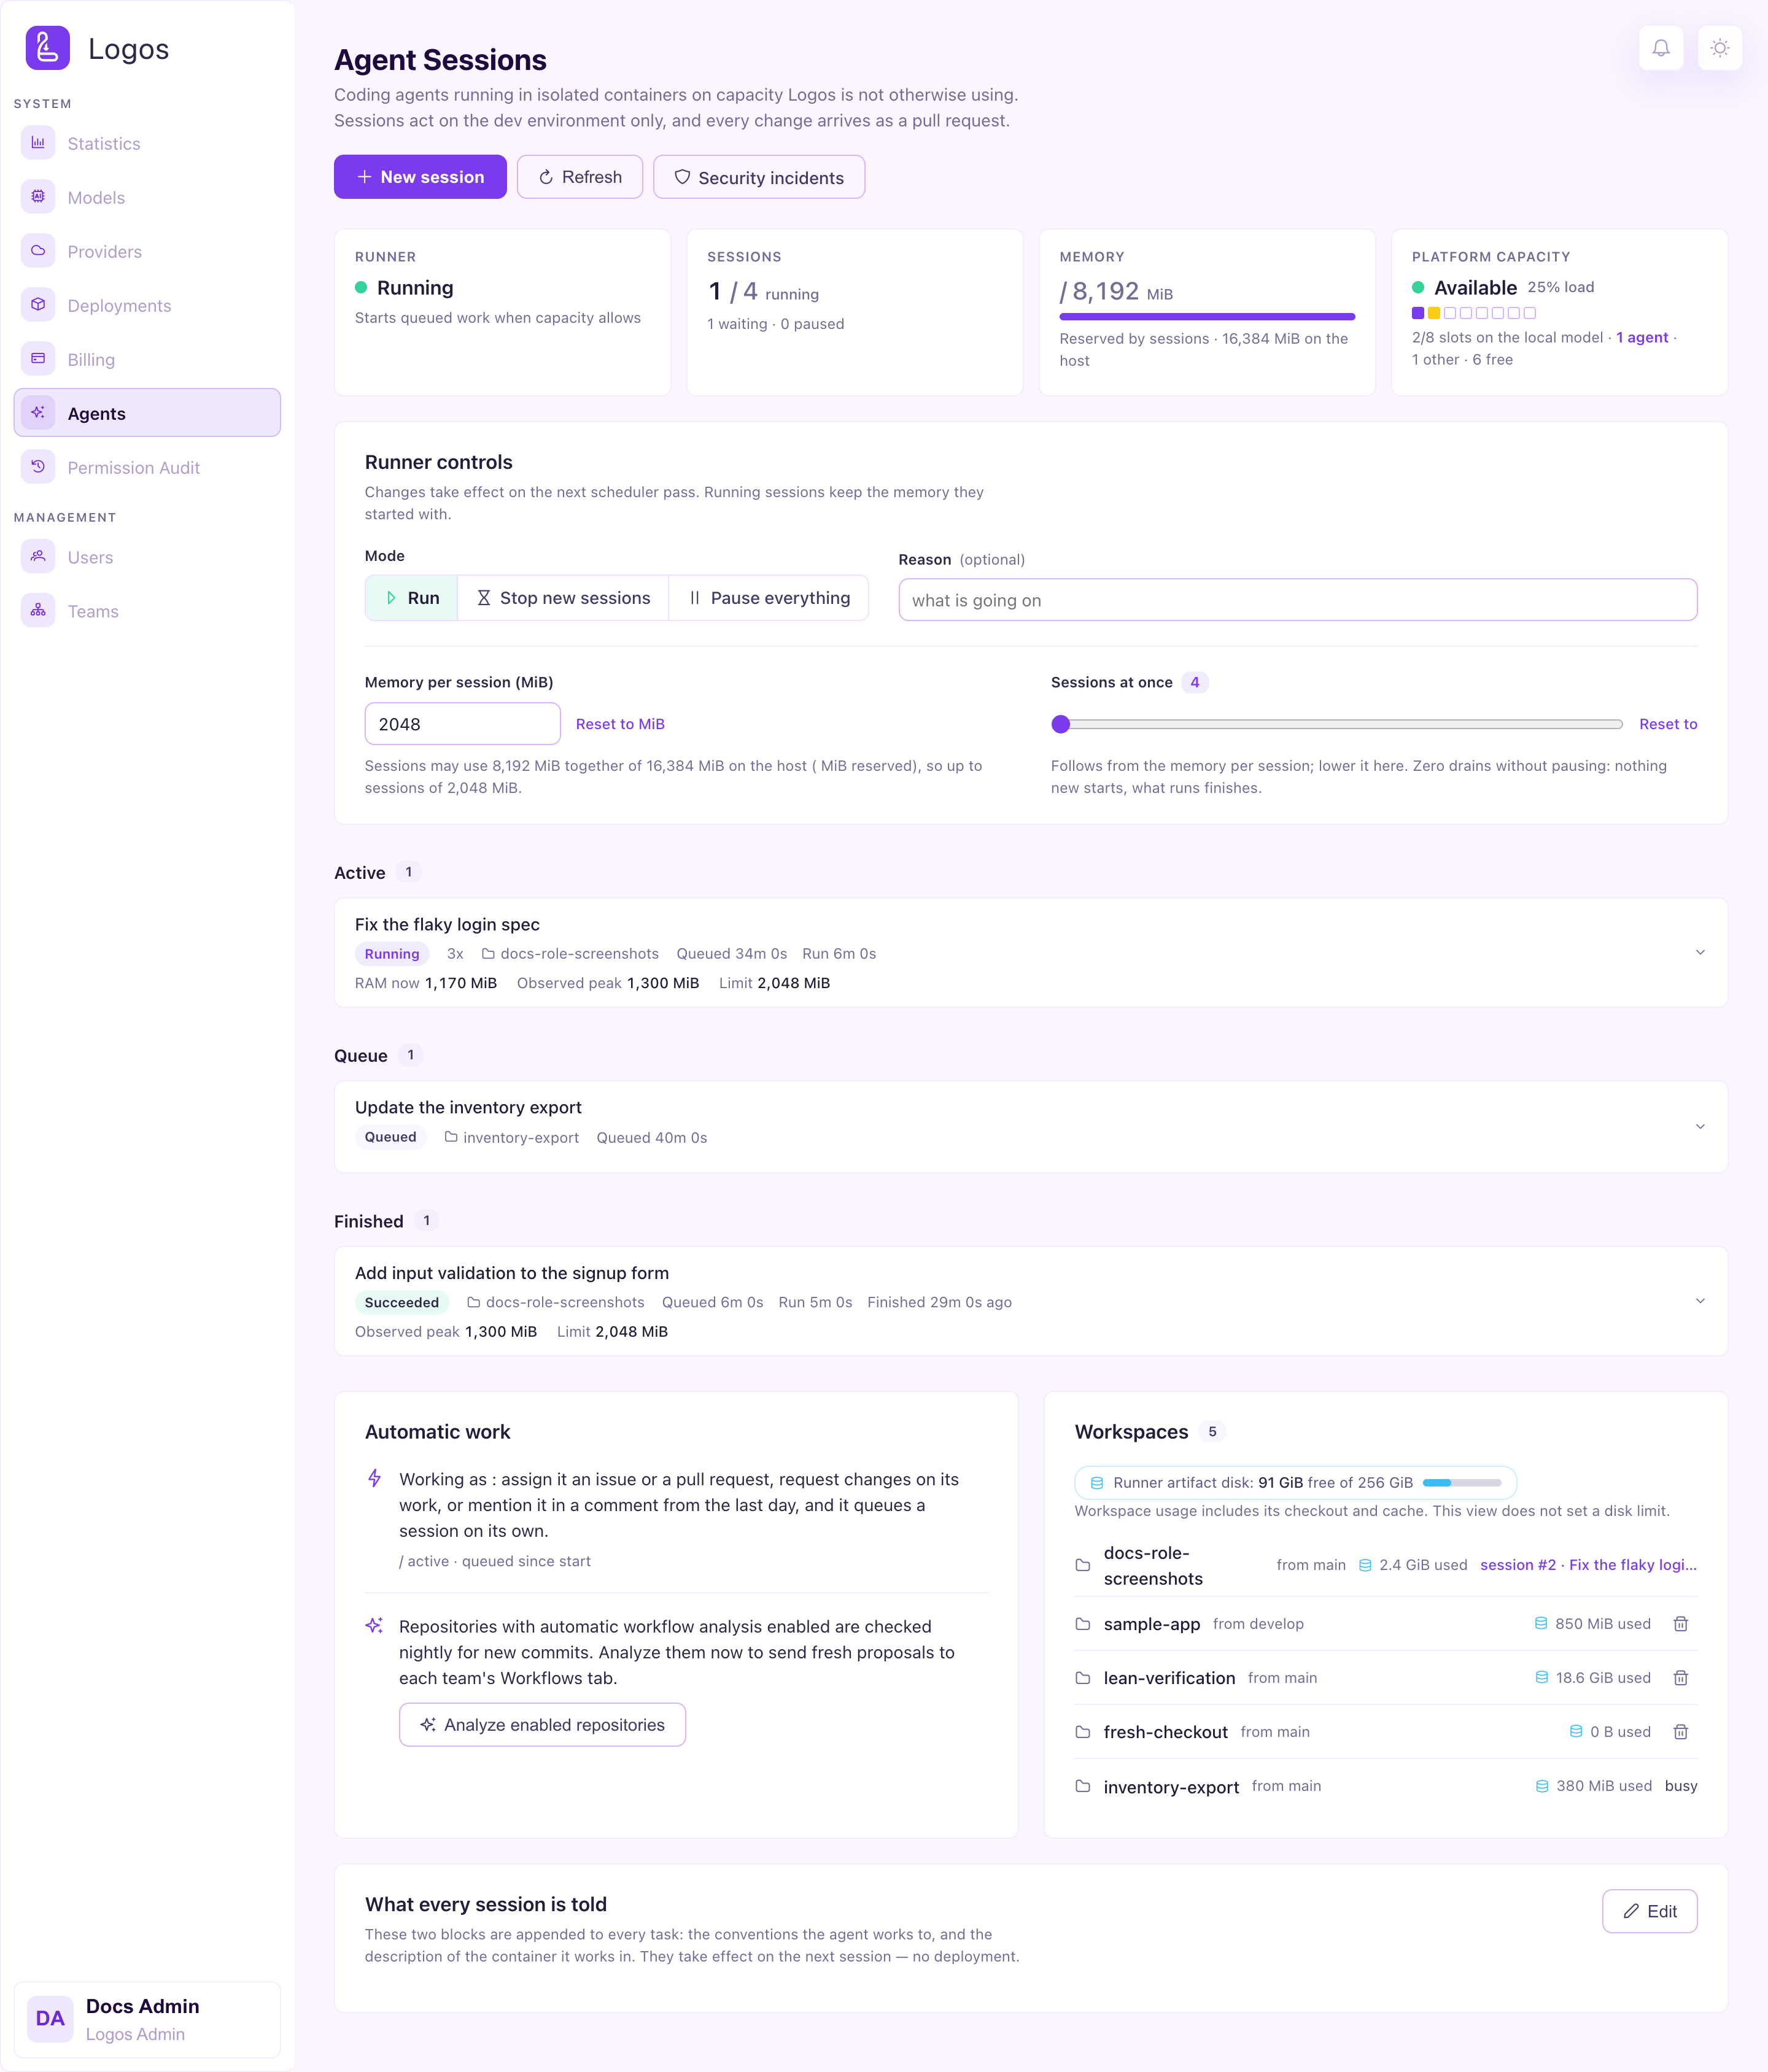 Logos
SYSTEM
Statistics
Models
Providers
Deployments
Billing
Agents
Permission Audit
MANAGEMENT
Users
Teams
DA
Docs Admin
Logos Admin
Agent Sessions
Coding agents running in isolated containers on capacity Logos is not otherwise using.
Sessions act on the dev environment only, and every change arrives as a pull request.
New session
Refresh
Security incidents
RUNNER
Running
Starts queued work when capacity allows
SESSIONS
1 / 4 running
1 waiting · 0 paused
MEMORY
/ 8,192 MiB
Reserved by sessions · 16,384 MiB on the
host
PLATFORM CAPACITY
Available 25% load
2/8 slots on the local model · 1 agent ·
1 other · 6 free
Runner controls
Changes take effect on the next scheduler pass. Running sessions keep the memory they
started with.
Mode
Run
Stop new sessions
Pause everything
Reason (optional)
what is going on
Memory per session (MiB)
2048
Reset to MiB
Sessions may use 8,192 MiB together of 16,384 MiB on the host ( MiB reserved), so up to
sessions of 2,048 MiB.
Sessions at once 4
Reset to
Follows from the memory per session; lower it here. Zero drains without pausing: nothing
new starts, what runs finishes.
Active 1
Fix the flaky login spec
Running 3x docs-role-screenshots Queued 34m 0s Run 6m 0s
RAM now 1,170 MiB Observed peak 1,300 MiB Limit 2,048 MiB
Queue 1
Update the inventory export
Queued inventory-export Queued 40m 0s
Finished 1
Add input validation to the signup form
Succeeded docs-role-screenshots Queued 6m 0s Run 5m 0s Finished 29m 0s ago
Observed peak 1,300 MiB Limit 2,048 MiB
Automatic work
Working as : assign it an issue or a pull request, request changes on its
work, or mention it in a comment from the last day, and it queues a
session on its own.
/ active · queued since start
Repositories with automatic workflow analysis enabled are checked
nightly for new commits. Analyze them now to send fresh proposals to
each team's Workflows tab.
Analyze enabled repositories
Workspaces 5
Runner artifact disk: 91 GiB free of 256 GiB
Workspace usage includes its checkout and cache. This view does not set a disk limit.
docs-role-
screenshots
from main 2.4 GiB used session #2 · Fix the flaky logi...
sample-app from develop 850 MiB used
lean-verification from main 18.6 GiB used
fresh-checkout from main 0 B used
inventory-export from main 380 MiB used busy
What every session is told
These two blocks are appended to every task: the conventions the agent works to, and the
description of the container it works in. They take effect on the next session — no deployment.
Edit